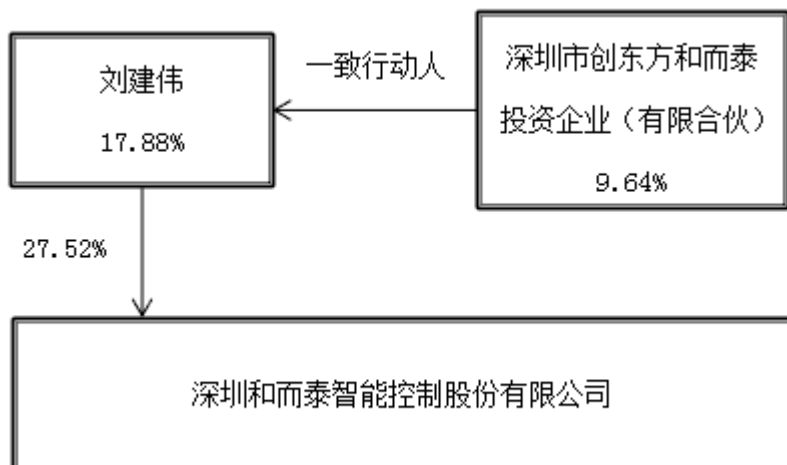 刘建伟
17.88%
一致行动人
深圳市创东方和而泰
投资企业（有限合伙）
9.64%
27.52%
深圳和而泰智能控制股份有限公司